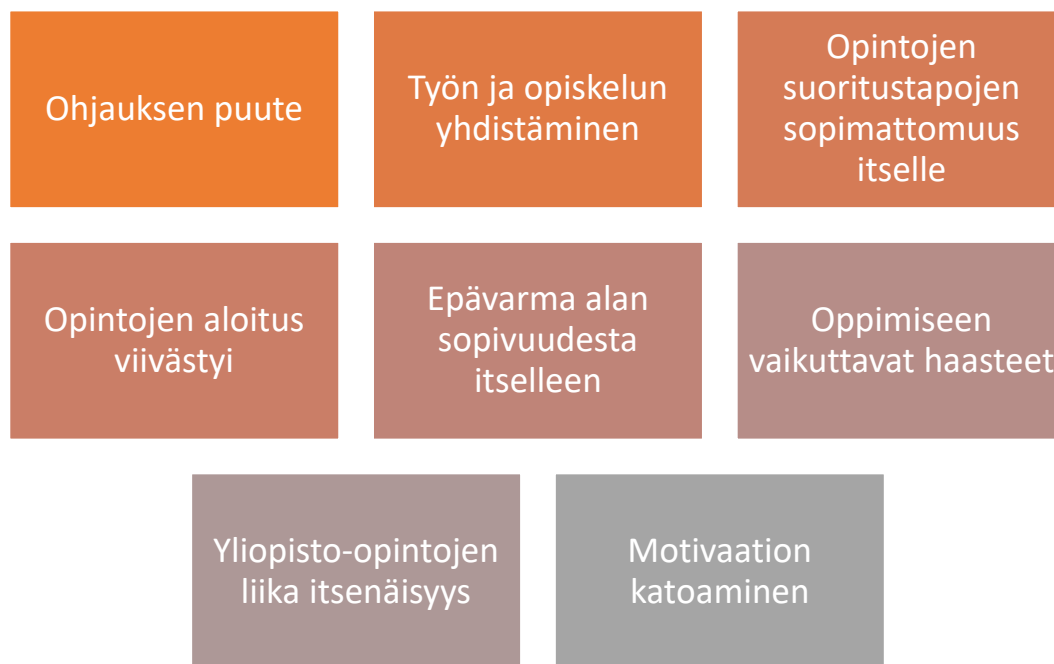 Ohjauksen puute
Työn ja opiskelun
yhdistäminen
Opintojen
suoritustapojen
sopimattomuus
itselle
Opintojen aloitus
viivästyi
Epävarma alan
sopivuudesta
itselleen
Oppimiseen
vaikuttavat haasteet
Yliopisto-opintojen
liika itsenäisyys
Motivaation
katoaminen